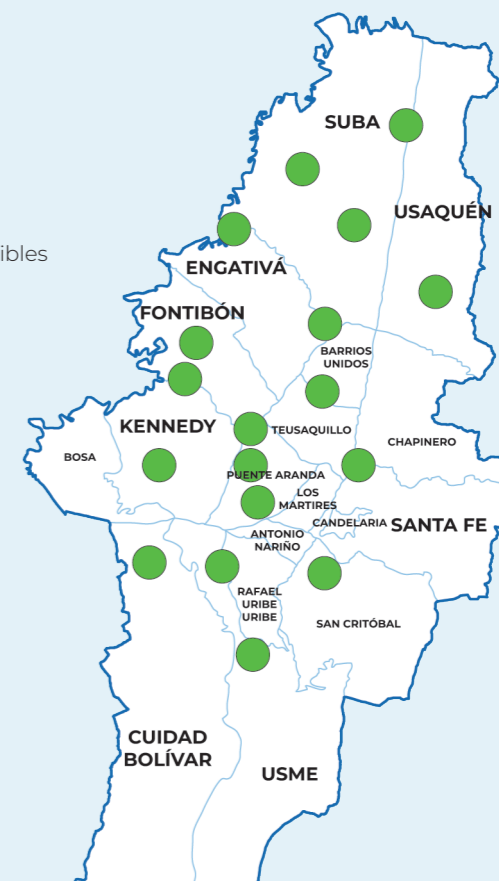 SUBA
USAQUÉN
ibles
ENGATIVÁ
FONTIBÓN
BARRIOS
UNIDOS
KENNEDY
TEUSAQUILLO
CHAPINERO
BOSA
PUENTE ARANDA
LOS
MARTIRES
CANDELARIA
SANTA FE
ANTONIO
NARIÑO
RAFAEL
URIBE
URIBE
SAN CRITÓBAL
CUIDAD
BOLÍVAR
USME